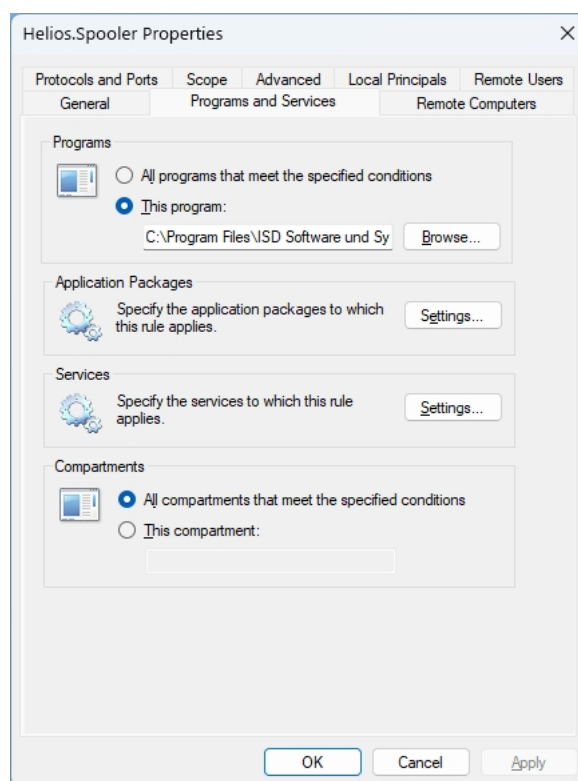 Helios.Spooler Properties
Protocols and Ports Scope Advanced Local Principals Remote Users
General Programs and Services Remote Computers
Programs
All programs that meet the specified conditions
This program:
C:\Program Files\ISD Software und Sy Browse...
Application Packages
Specify the application packages to which
this rule applies.
Settings...
Services
Specify the services to which this rule
applies.
Settings...
Compartments
All compartments that meet the specified conditions
This compartment:
OK Cancel Apply